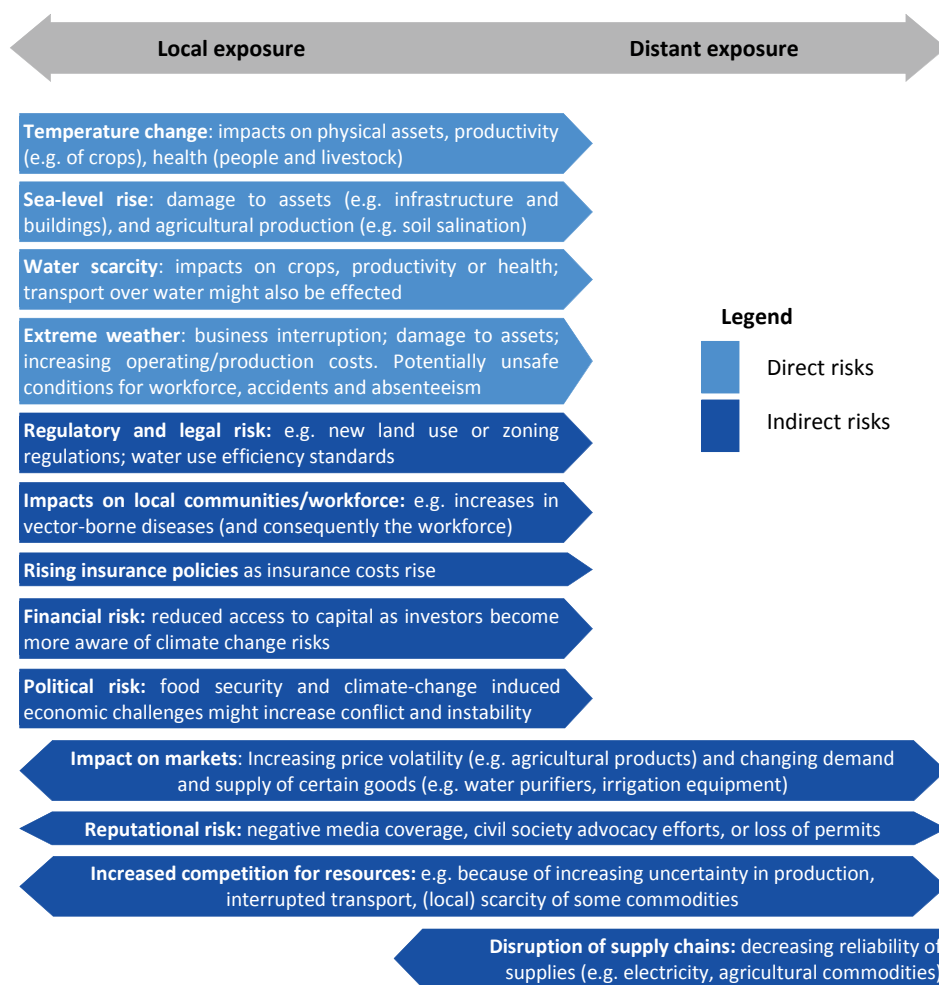 Local exposure
Distant exposure
Temperature change: impacts on physical assets, productivity
(e.g. of crops), health (people and livestock)
Sea-level rise: damage to assets (e.g. infrastructure and
buildings), and agricultural production (e.g. soil salination)
Water scarcity: impacts on crops, productivity or health;
transport over water might also be effected
Extreme weather: business interruption; damage to assets;
increasing operating/production costs. Potentially unsafe
conditions for workforce, accidents and absenteeism
Legend
Direct risks
Indirect risks
Regulatory and legal risk: e.g. new land use or zoning
regulations; water use efficiency standards
Impacts on local communities/workforce: e.g. increases in
vector-borne diseases (and consequently the workforce)
Rising insurance policies as insurance costs rise
Financial risk: reduced access to capital as investors become
more aware of climate change risks
Political risk: food security and climate-change induced
economic challenges might increase conflict and instability
Impact on markets: Increasing price volatility (e.g. agricultural products) and changing demand
and supply of certain goods (e.g. water purifiers, irrigation equipment)
Reputational risk: negative media coverage, civil society advocacy efforts, or loss of permits
Increased competition for resources: e.g. because of increasing uncertainty in production,
interrupted transport, (local) scarcity of some commodities
Disruption of supply chains: decreasing reliability of
supplies (e.g. electricity, agricultural commodities)